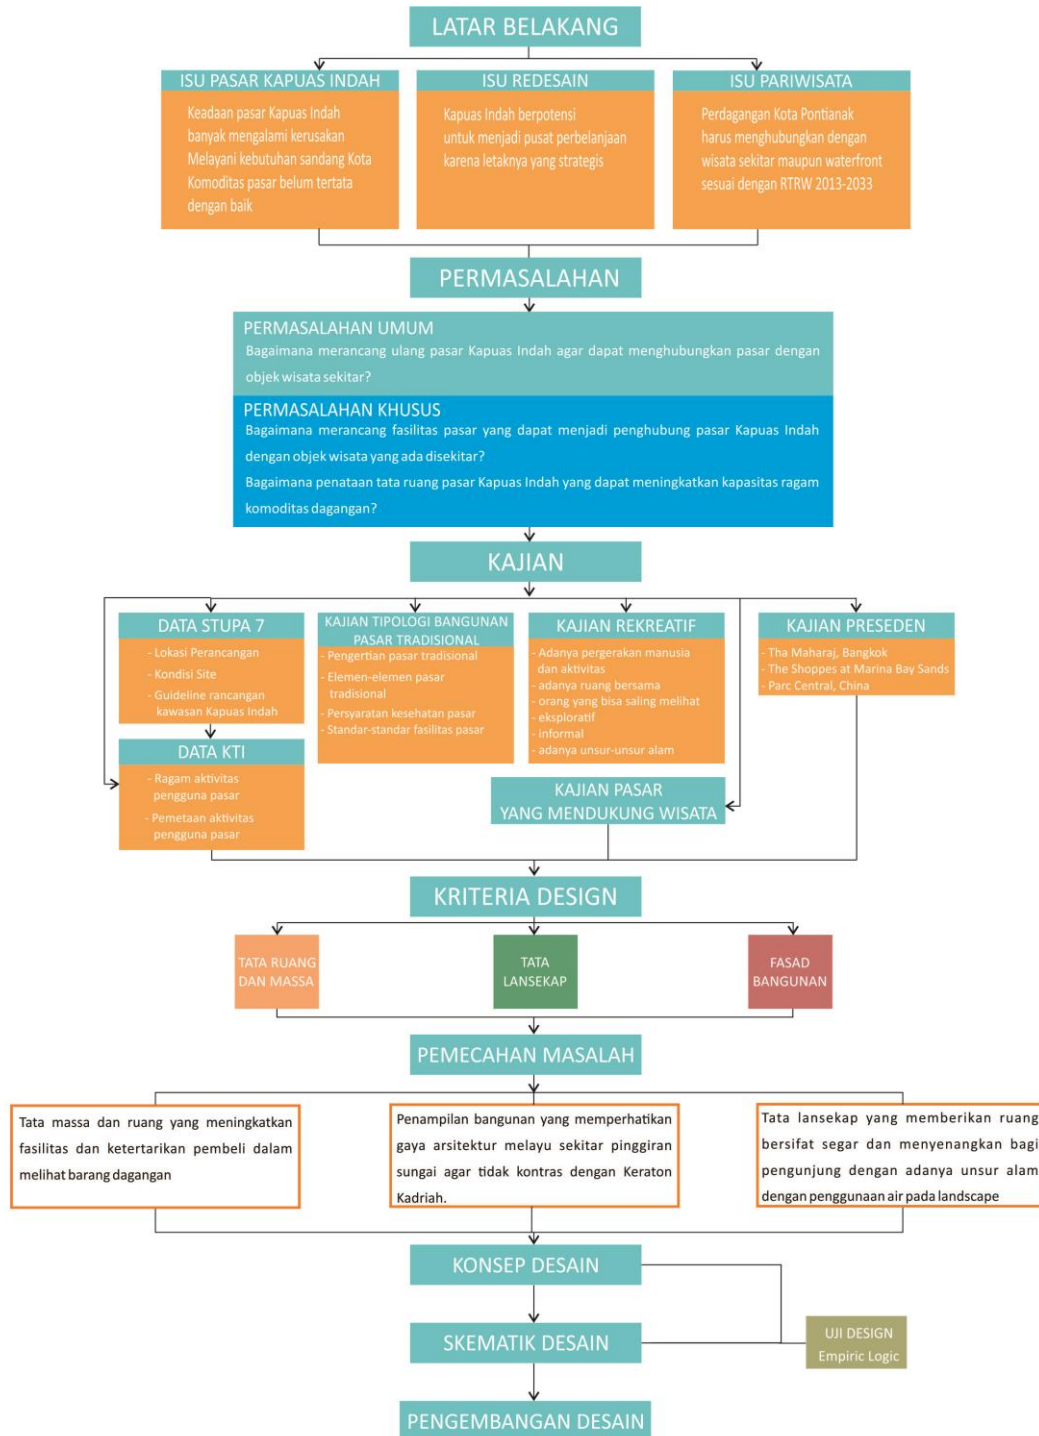 LATAR BELAKANG
ISU PASAR KAPUAS INDAH
Keadaan pasar Kapuas Indah
banyak mengalami kerusakan
Melayani kebutuhan sandang Kota
Komoditas pasar belum tertata
dengan baik
ISU REDESAIN
Kapuas Indah berpotensi
untuk menjadi pusat perbelanjaan
karena letaknya yang strategis
ISU PARIWISATA
Perdagangan Kota Pontianak
harus menghubungkan dengan
wisata sekitar maupun waterfront
sesuai dengan RTRW 2013-2033
PERMASALAHAN
PERMASALAHAN UMUM
Bagaimana merancang ulang pasar Kapuas Indah agar dapat menghubungkan pasar dengan
objek wisata sekitar?
PERMASALAHAN KHUSUS
Bagaimana merancang fasilitas pasar yang dapat menjadi penghubung pasar Kapuas Indah
dengan objek wisata yang ada disekitar?
Bagaimana penataan tata ruang pasar Kapuas Indah yang dapat meningkatkan kapasitas ragam
komoditas dagangan?
KAJIAN
DATA STUPA 7
- Lokasi Perancangan
- Kondisi Site
- Guideline rancangan
kawasan Kapuas Indah
DATA KTI
- Ragam aktivitas
pengguna pasar
- Pemetaan aktivitas
pengguna pasar
KAJIAN TIPOLOGI BANGUNAN
PASAR TRADISIONAL
- Pengertian pasar tradisional
- Elemen-elemen pasar
tradisional
- Persyaratan kesehatan pasar
- Standar-standar fasilitas pasar
KAJIAN REKREATIF
- Adanya pergerakan manusia
dan aktivitas
- adanya ruang bersama
- orang yang bisa saling melihat
- eksploratif
- informal
- adanya unsur-unsur alam
KAJIAN PASAR
YANG MENDUKUNG WISATA
KAJIAN PRESEDEN
- Tha Maharaj, Bangkok
- The Shoppes at Marina Bay Sands
- Parc Central, China
KRITERIA DESIGN
TATA RUANG
DAN MASSA
TATA
LANSEKAP
FASAD
BANGUNAN
PEMECAHAN MASALAH
Tata massa dan ruang yang meningkatkan
fasilitas dan ketertarikan pembeli dalam
melihat barang dagangan
Penampilan bangunan yang memperhatikan
gaya arsitektur melayu sekitar pinggiran
sungai agar tidak kontras dengan Keraton
Kadriah.
Tata lansekap yang memberikan ruang
bersifat segar dan menyenangkan bagi
pengunjung dengan adanya unsur alam
dengan penggunaan air pada landscape
KONSEP DESAIN
SKEMATIK DESAIN
UJI DESIGN
Empiric Logic
PENGEMBANGAN DESAIN